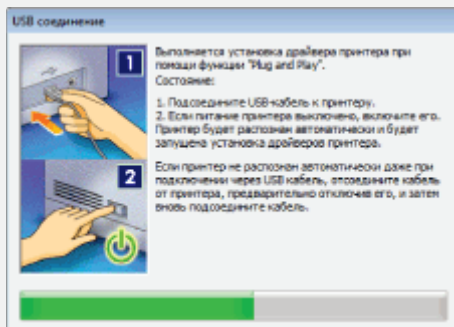 USB соединение
1
Выполняется установка драйвера принтера при
помощи функции "Plug and Play".
Состояние:
1. Подсоедините USB-кабель к принтеру.
2. Если питание принтера выключено, включите его.
Принтер будет распознан автоматически и будет
запущена установка драйверов принтера.
2
Если принтер не распознан автоматически даже при
подключении через USB кабель, отсоедините кабель
от принтера, предварительно отключив его, и затем
вновь подсоедините кабель.